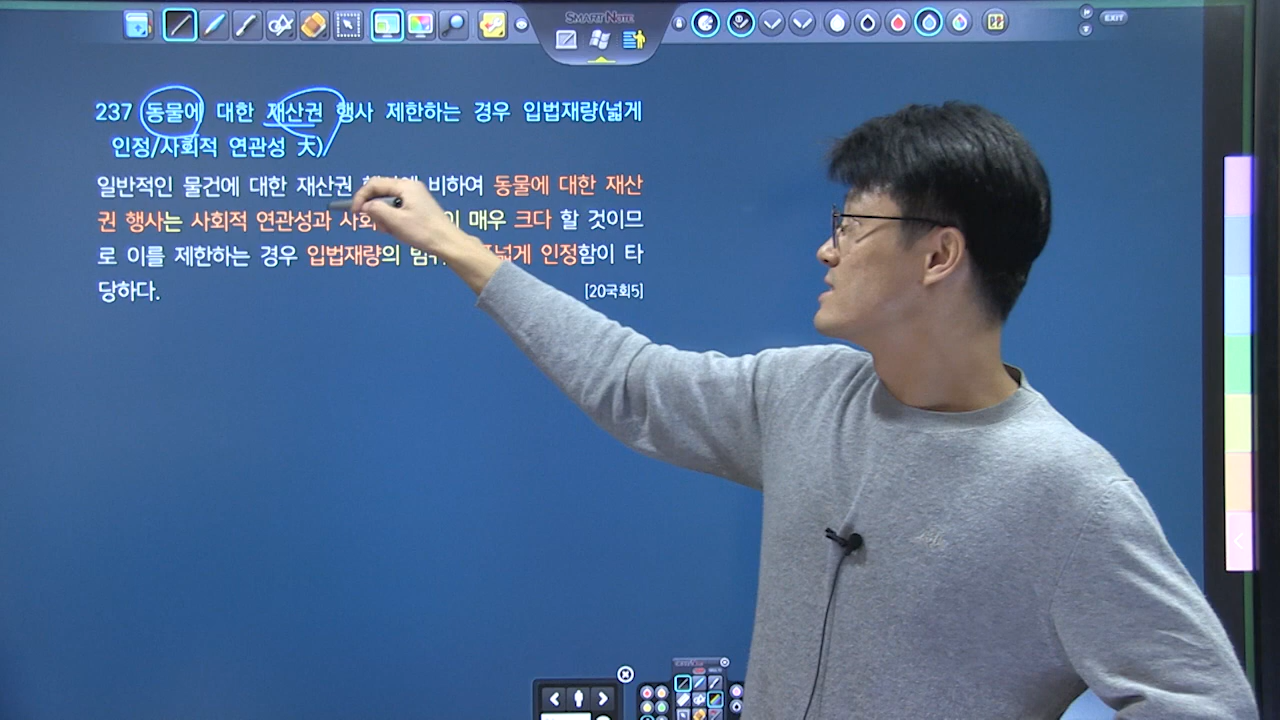 SMART NOTE
EXIT
237 동물에 대한 재산권 행사 제한하는 경우 입법재량(넓게
인정/사회적 연관성 大)/
일반적인 물건에 대한 재산권 비하여 동물에 대한 재산
권 행사는 사회적 연관성과 매우 크다 할 것이므
로 이를 제한하는 경우 입법재량의 인정함이 타
당하다.
[20국회5]